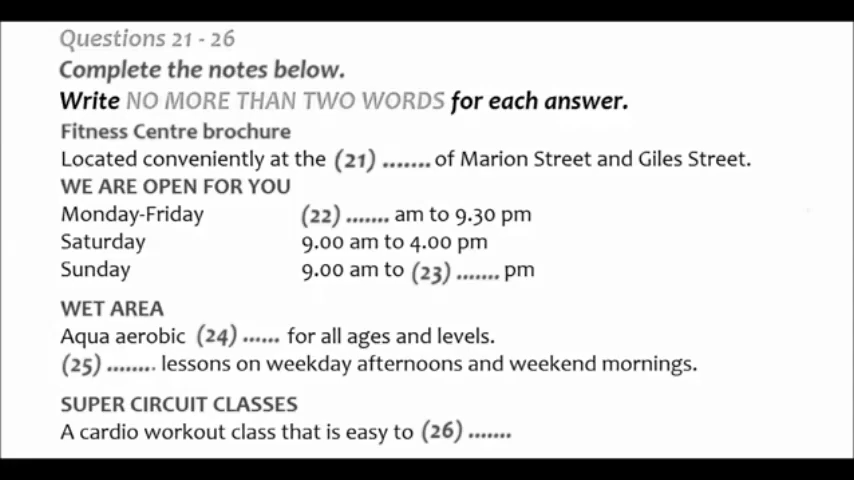 Questions 21 - 26
Complete the notes below.
Write NO MORE THAN TWO WORDS for each answer.
Fitness Centre brochure
Located conveniently at the (21) ....... of Marion Street and Giles Street.
WE ARE OPEN FOR YOU
Monday-Friday (22) ....... am to 9.30 pm
Saturday 9.00 am to 4.00 pm
Sunday 9.00 am to (23) ....... pm
WET AREA
Aqua aerobic (24) ...... for all ages and levels.
(25) ........ lessons on weekday afternoons and weekend mornings.
SUPER CIRCUIT CLASSES
A cardio workout class that is easy to (26) .......